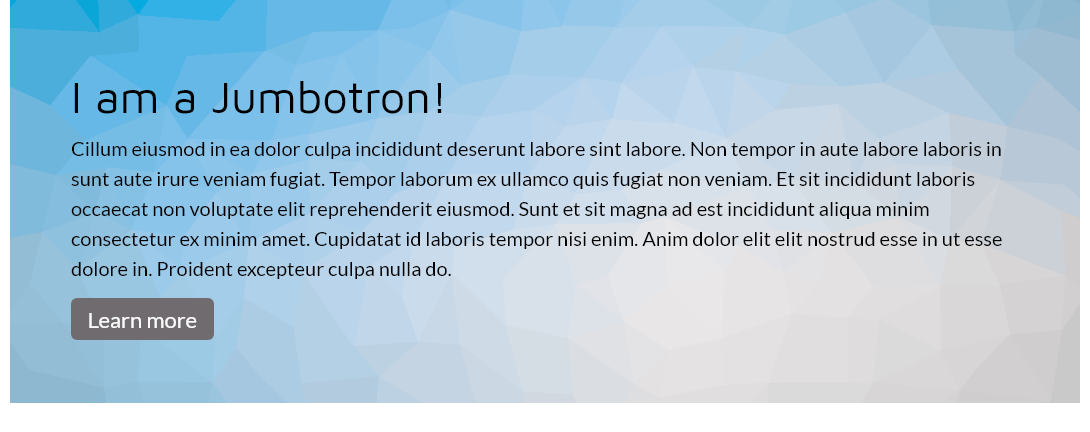 I am a Jumbotron!
Cillum eiusmod in ea dolor culpa incididunt deserunt labore sint labore. Non tempor in aute labore laboris in
sunt aute irure veniam fugiat. Tempor laborum ex ullamco quis fugiat non veniam. Et sit incididunt laboris
occaecat non voluptate elit reprehenderit eiusmod. Sunt et sit magna ad est incididunt aliqua minim
consectetur ex minim amet. Cupidatat id laboris tempor nisi enim. Anim dolor elit elit nostrud esse in ut esse
dolore in. Proident excepteur culpa nulla do.
Learn more